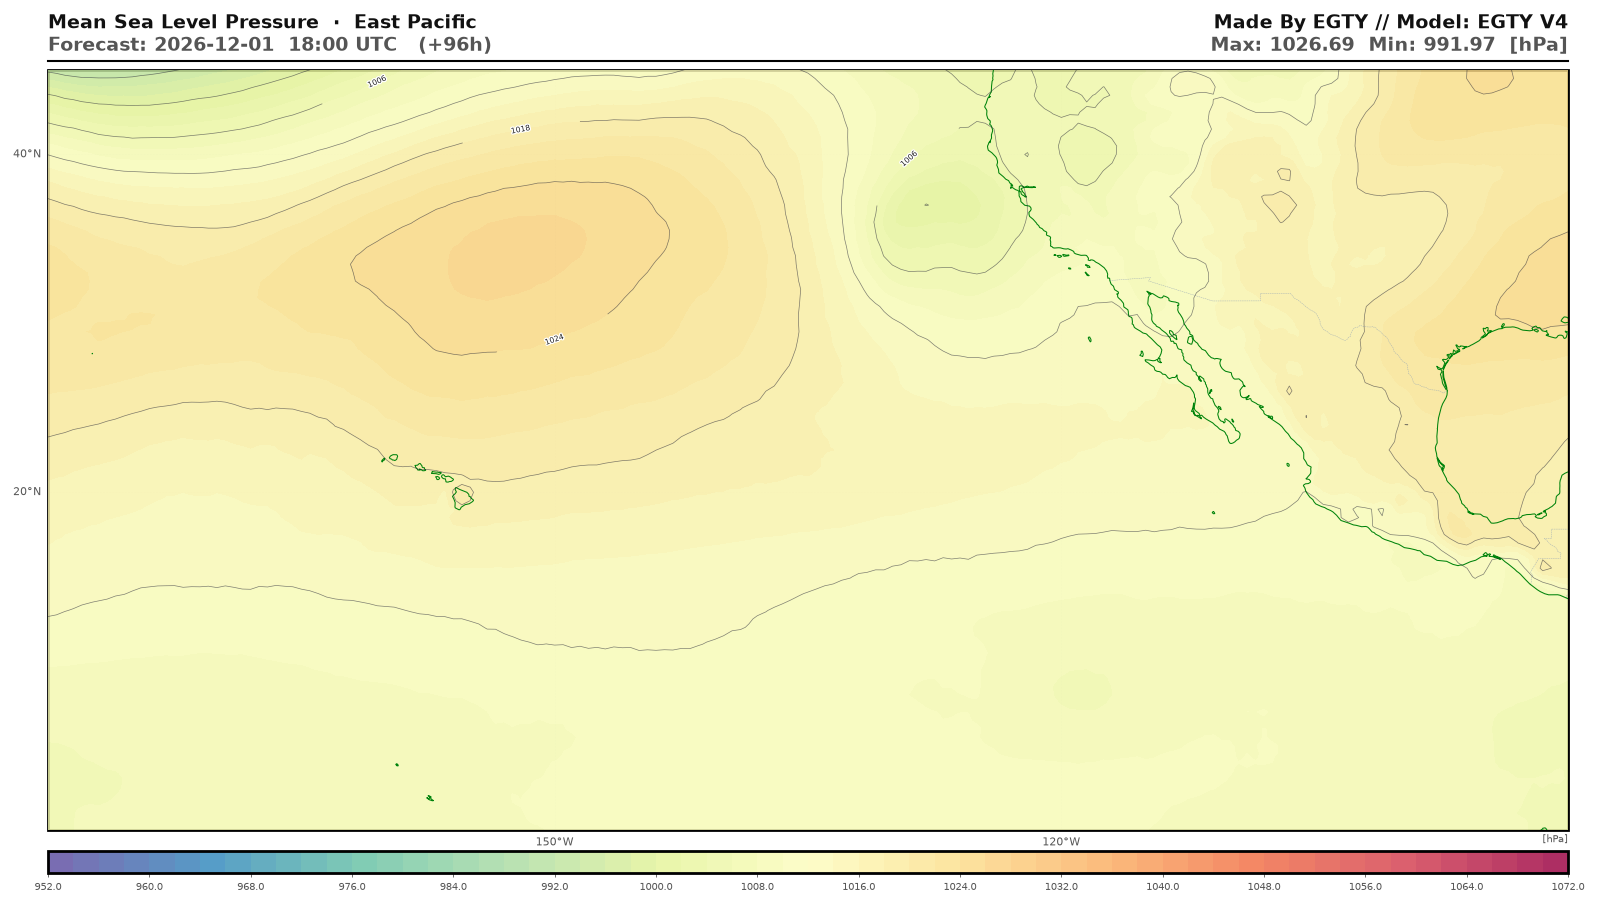 Mean Sea Level Pressure · East Pacific
Made By EGTY // Model: EGTY V4
Forecast: 2026-12-01 18:00 UTC (+96h)
Max: 1026.69 Min: 991.97 [hPa]
1006
1018
1006
40°N
1024
20°N
150°W
120°W
[hPa]
952.0 960.0 968.0 976.0 984.0 992.0 1000.0 1008.0 1016.0 1024.0 1032.0 1040.0 1048.0 1056.0 1064.0 1072.0